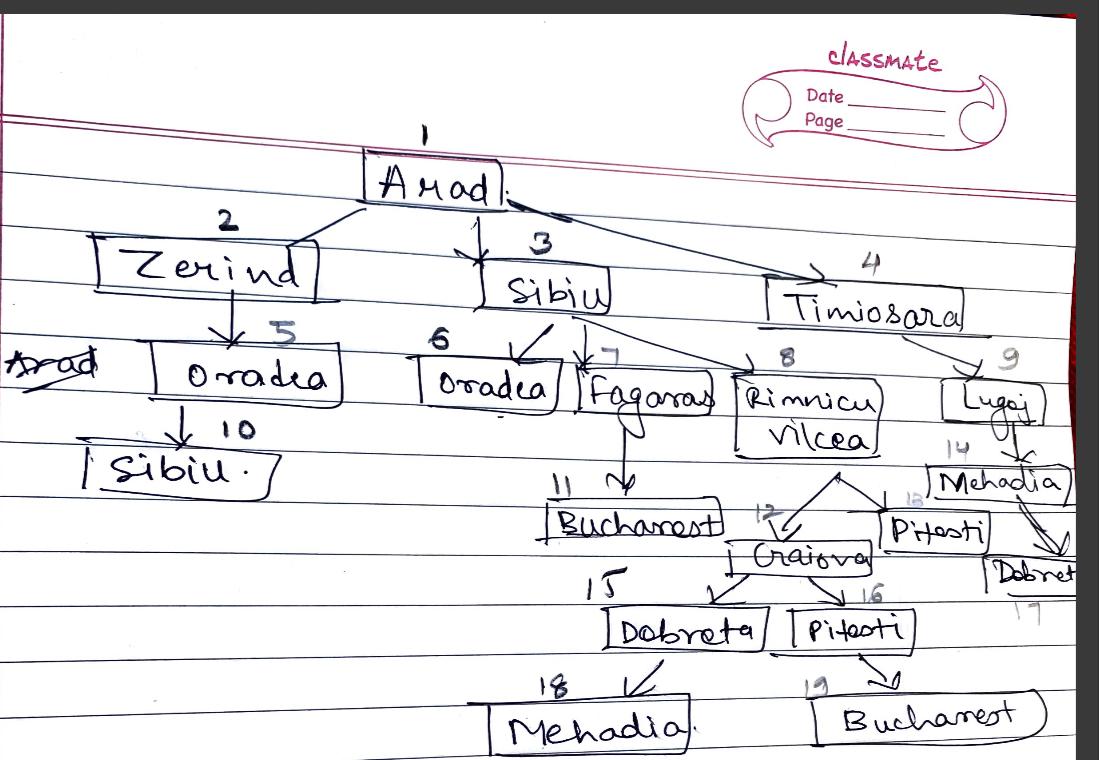 classmate
Date
Page
1
Arad
2
Zerind
3
Sibiu
4
Timiosara
Arad
5
Oradea
6
Oradea
7
Fagaras
8
Rimnicu
Vilcea
9
Lugoj
10
Sibiu.
11
Bucharest
12
Craiova
13
Pitesti
14
Mehadia
15
Dobreta
16
Pitesti
Dobret
17
18
Mehadia
19
Bucharest